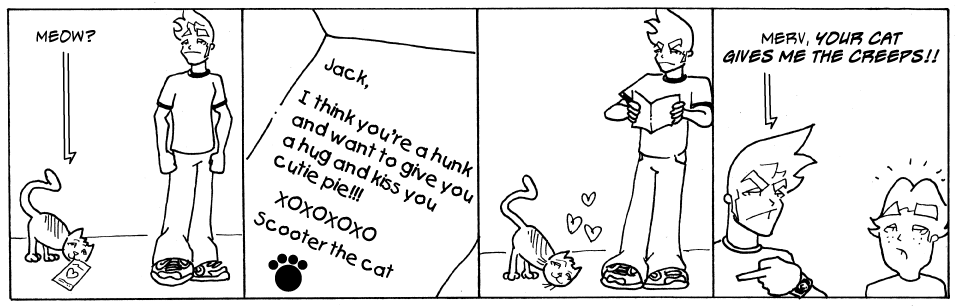 MEOW?
Jack,
I think you're a hunk
and want to give you
a hug and kiss you
cutie pie!!!
XOXOXOXO
Scooter the cat
MERV, YOUR CAT
GIVES ME THE CREEPS!!